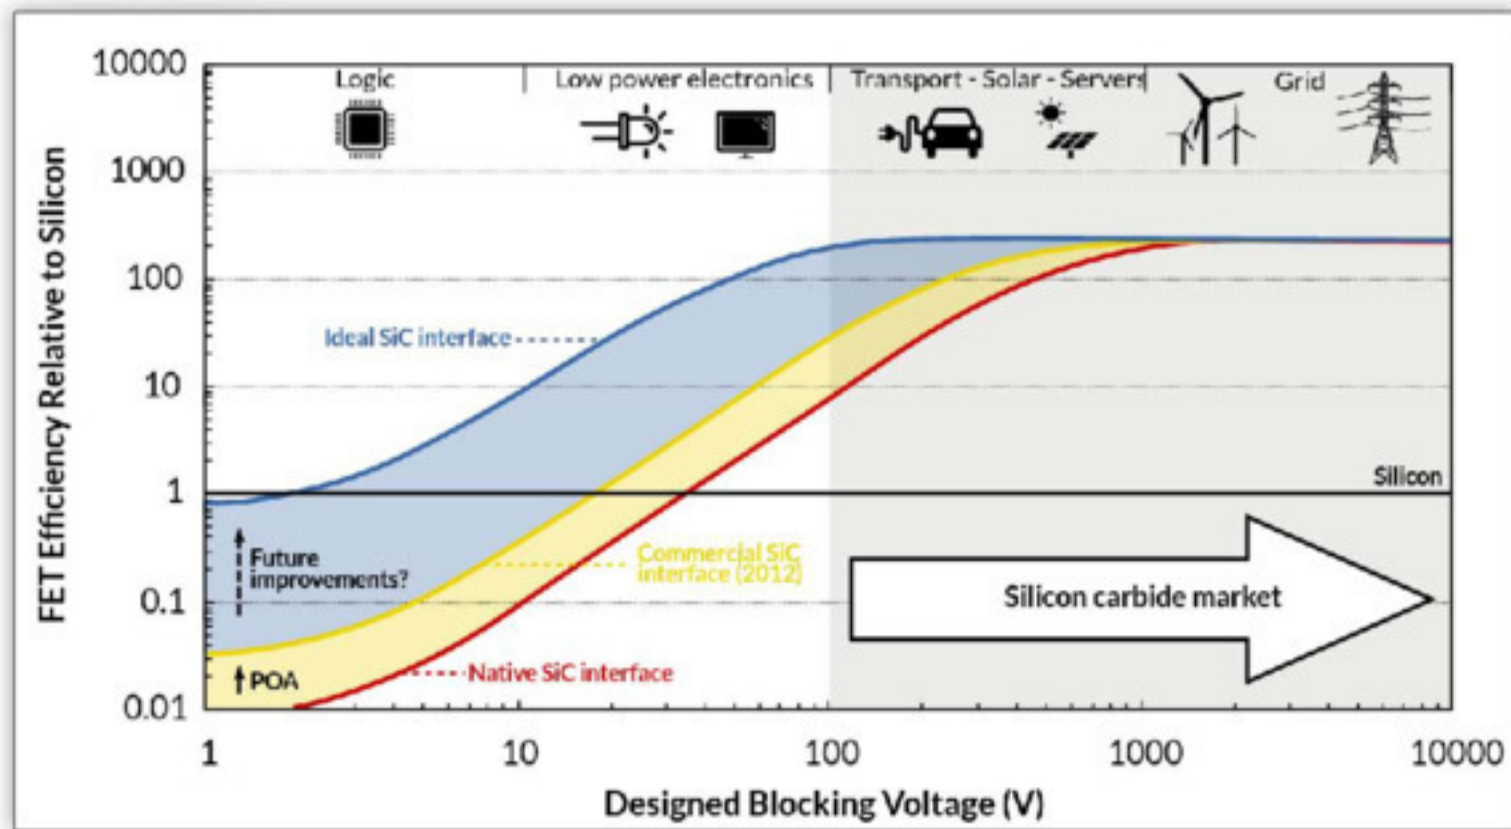 10000
1000
100
10
1
0.1
0.01
FET Efficiency Relative to Silicon
Logic
Low power electronics
Transport - Solar - Servers
Grid
Ideal SiC interface
Silicon
Future
improvements?
Commercial SiC
interface (2012)
Silicon carbide market
POA
Native SiC interface
1
10
100
1000
10000
Designed Blocking Voltage (V)